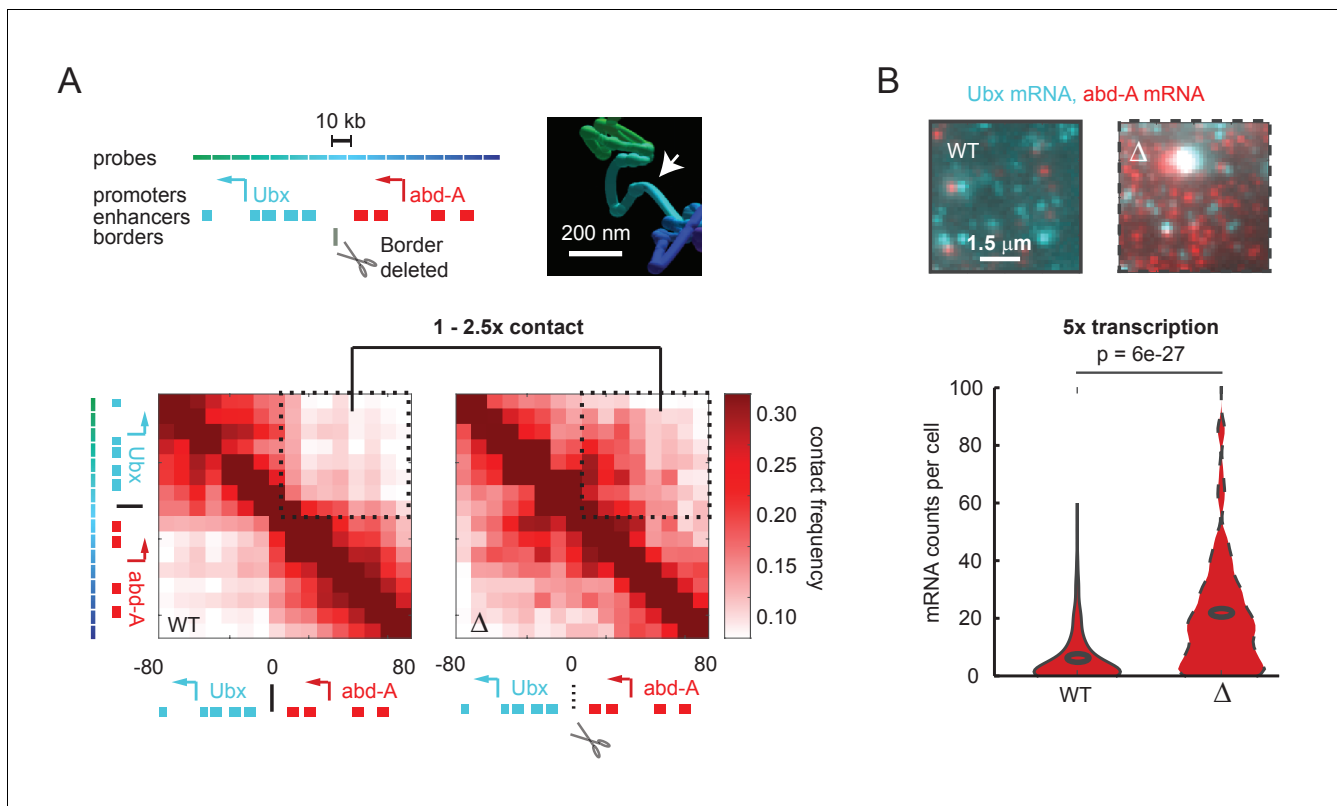 A
10 kb
probes
promoters
Ubx
abd-A
enhancers
borders
Border
deleted
200 nm
1 - 2.5x contact
Ubx
abd-A
WT
Δ
0.30
0.25
0.20
0.15
0.10
contact frequency
-80
0
80
-80
0
80
Ubx
abd-A
Ubx
abd-A
B
Ubx mRNA, abd-A mRNA
WT
Δ
1.5 μm
5x transcription
p = 6e-27
mRNA counts per cell
100
80
60
40
20
0
WT
Δ